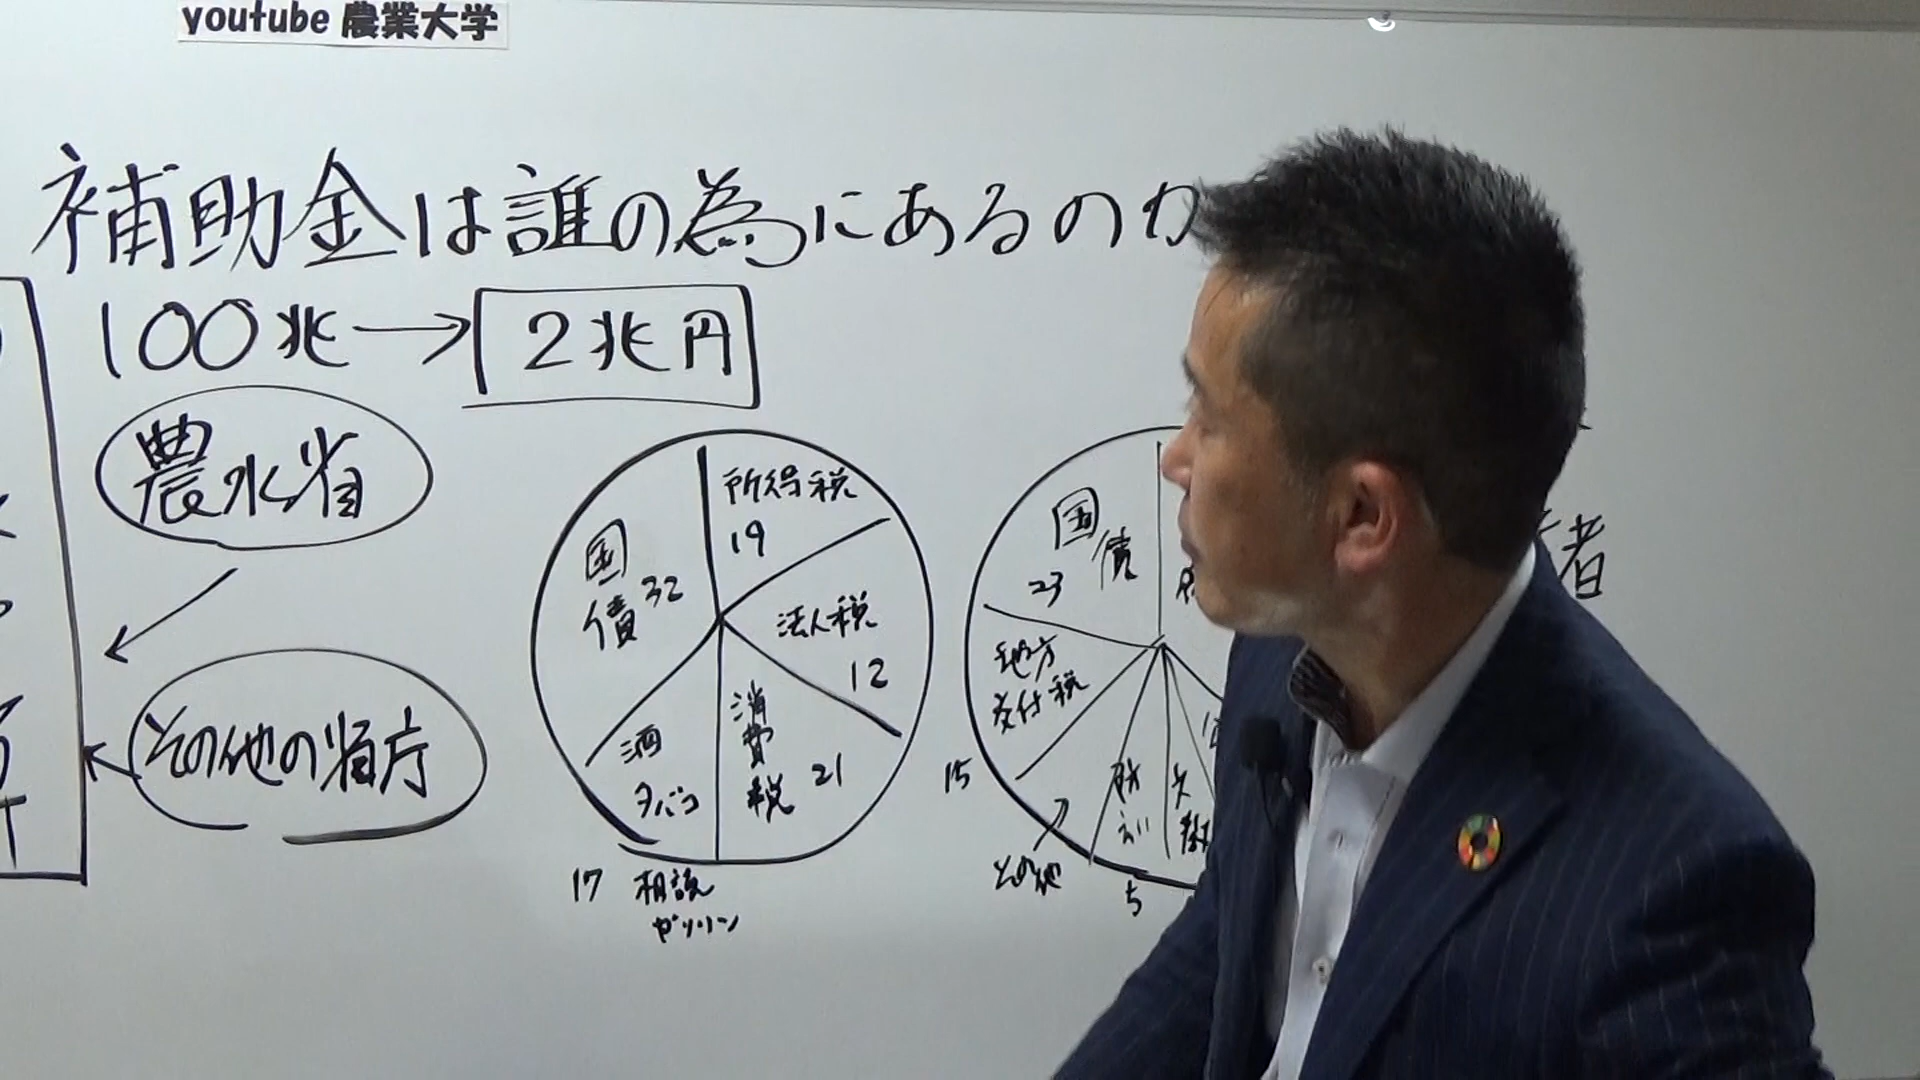 youtube 農業大学
補助金は誰の為にあるのか
100兆→2兆円
農水省
その他の省庁
所得税
19
法人税
12
消費税 21
酒
タバコ
17
相談
ガソリン
国債 32
国債
23
地方
交付税
15
その他
5
者